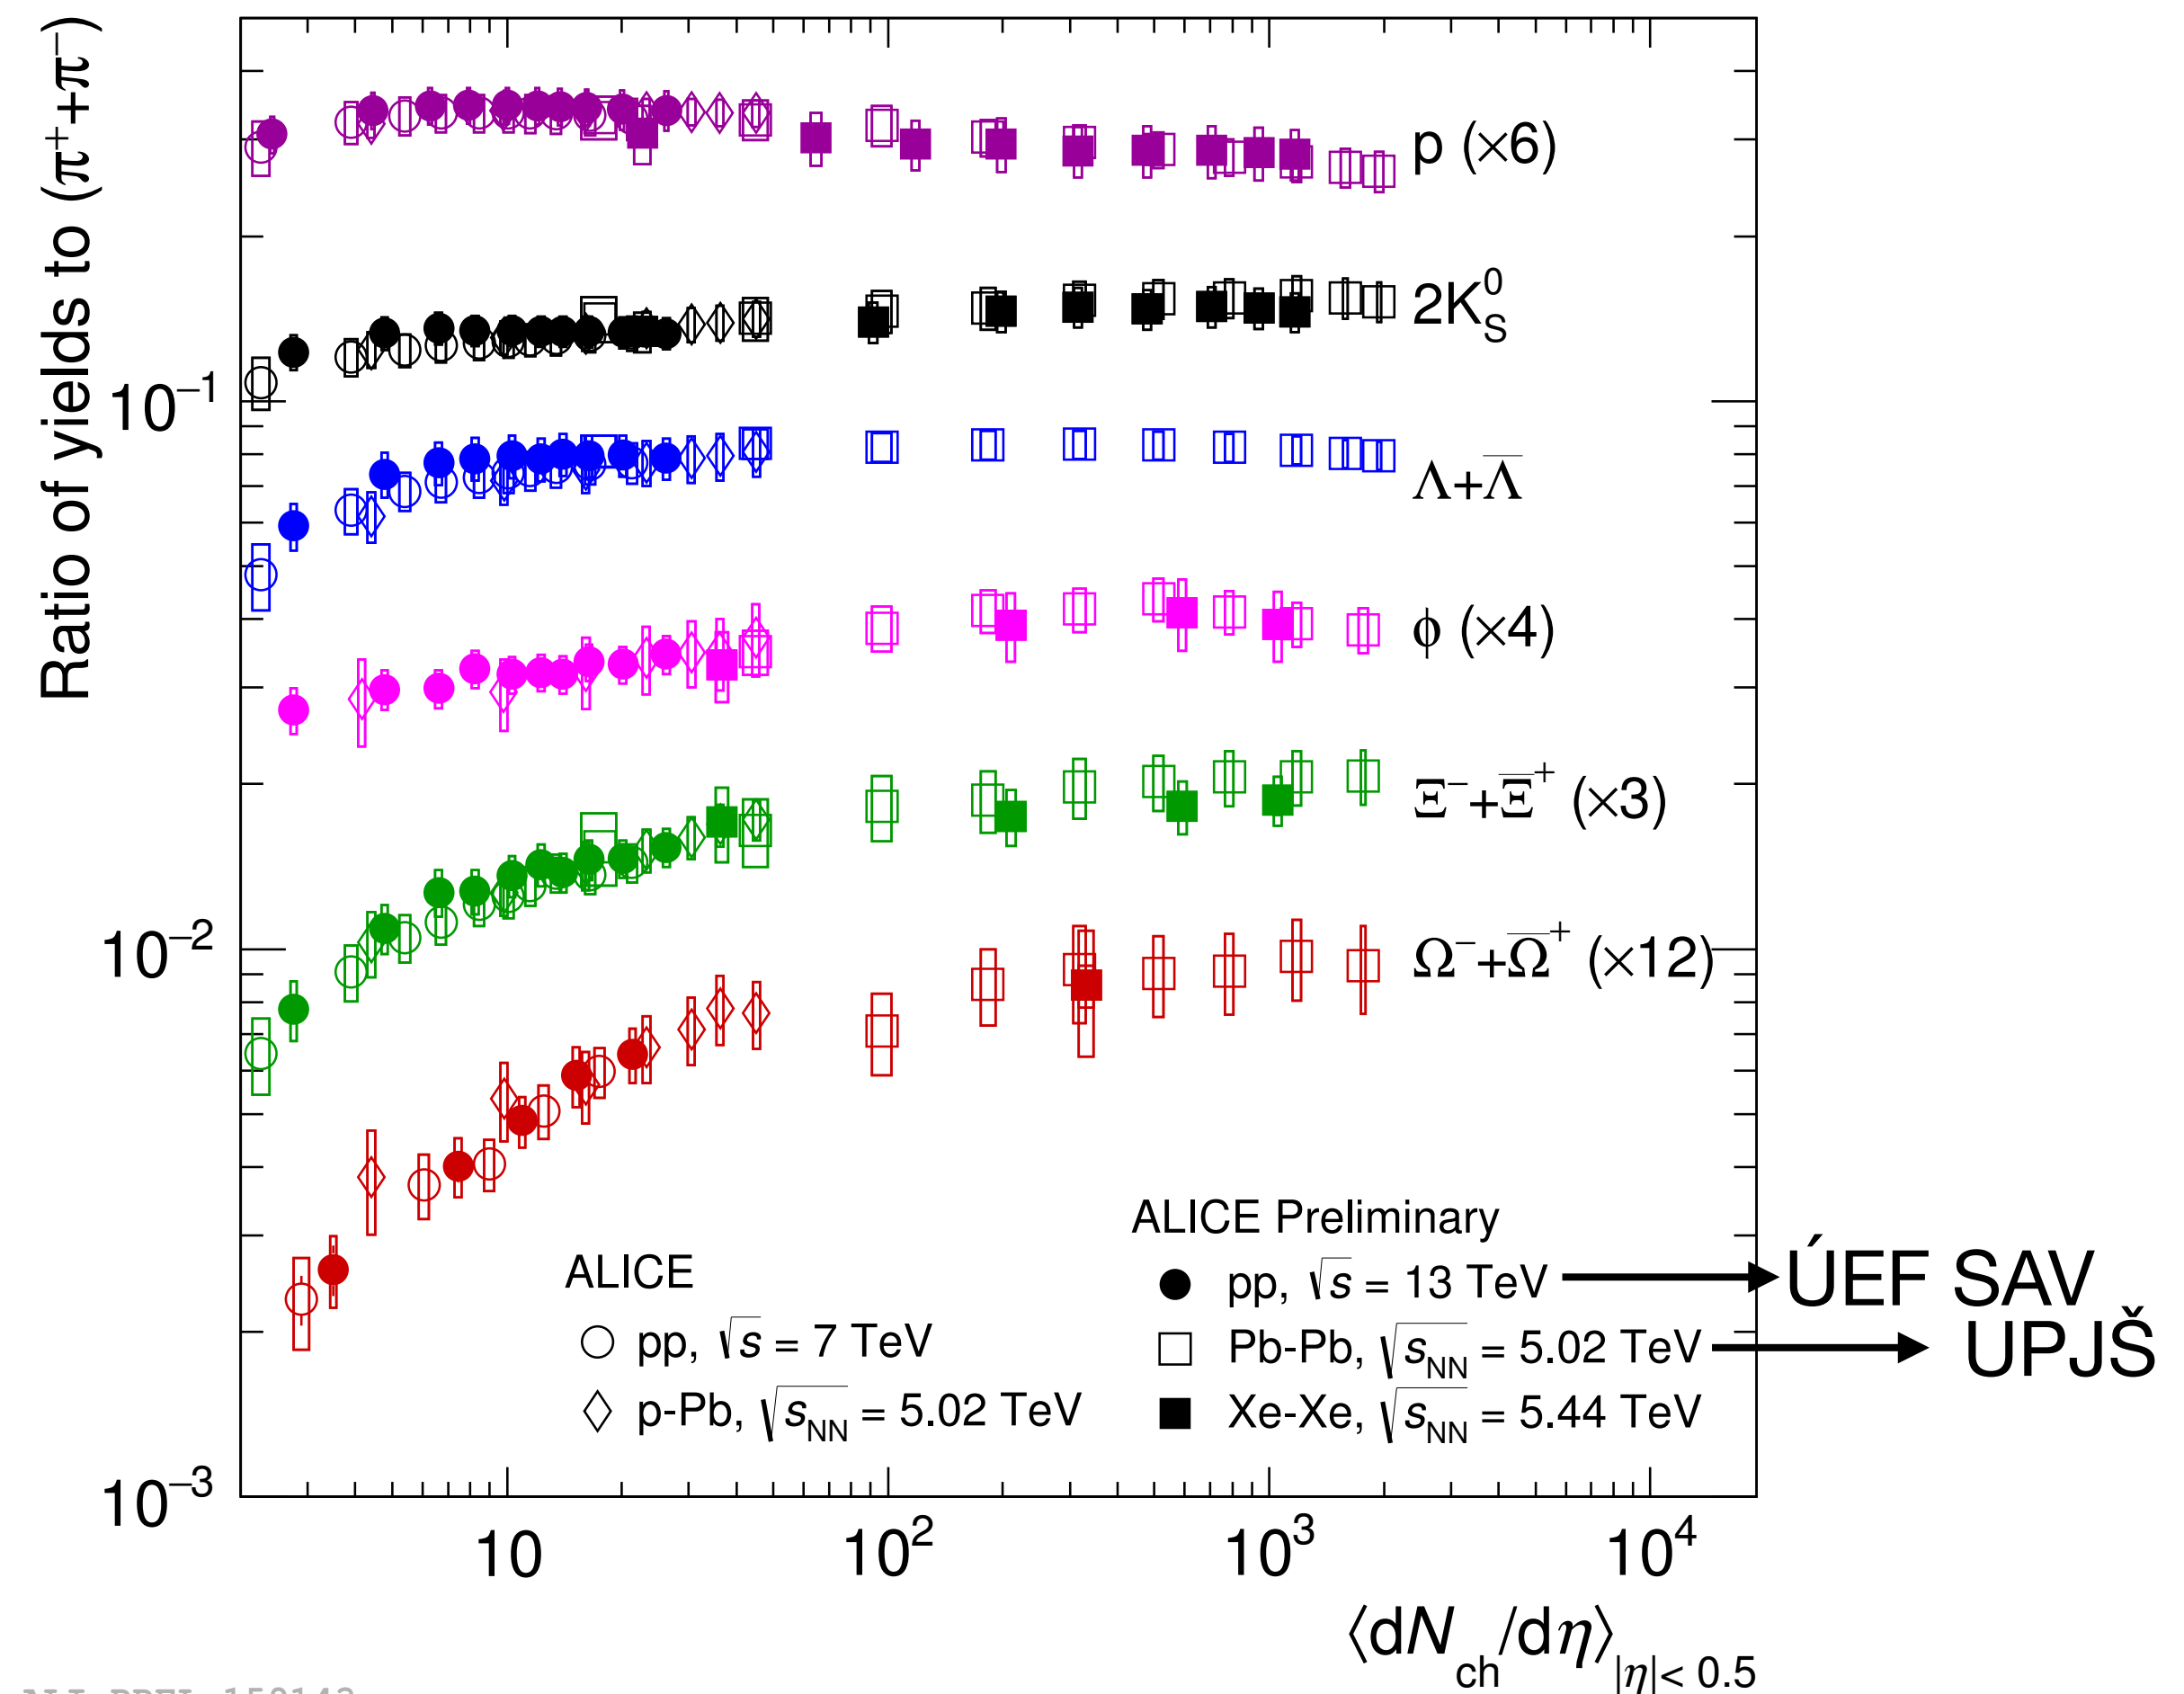 Ratio of yields to (π⁺+π⁻)
p (×6)
2K⁰S
10⁻¹
Λ+Λ̅
ϕ (×4)
Ξ⁻+Ξ̅⁺ (×3)
10⁻²
Ω⁻+Ω̅⁺ (×12)
ALICE
pp, √s = 7 TeV
p-Pb, √sNN = 5.02 TeV
ALICE Preliminary
pp, √s = 13 TeV
ÚEF SAV
Pb-Pb, √sNN = 5.02 TeV
UPJŠ
Xe-Xe, √sNN = 5.44 TeV
10⁻³
10 10² 10³ 10⁴
⟨dNch/dη⟩|η|< 0.5